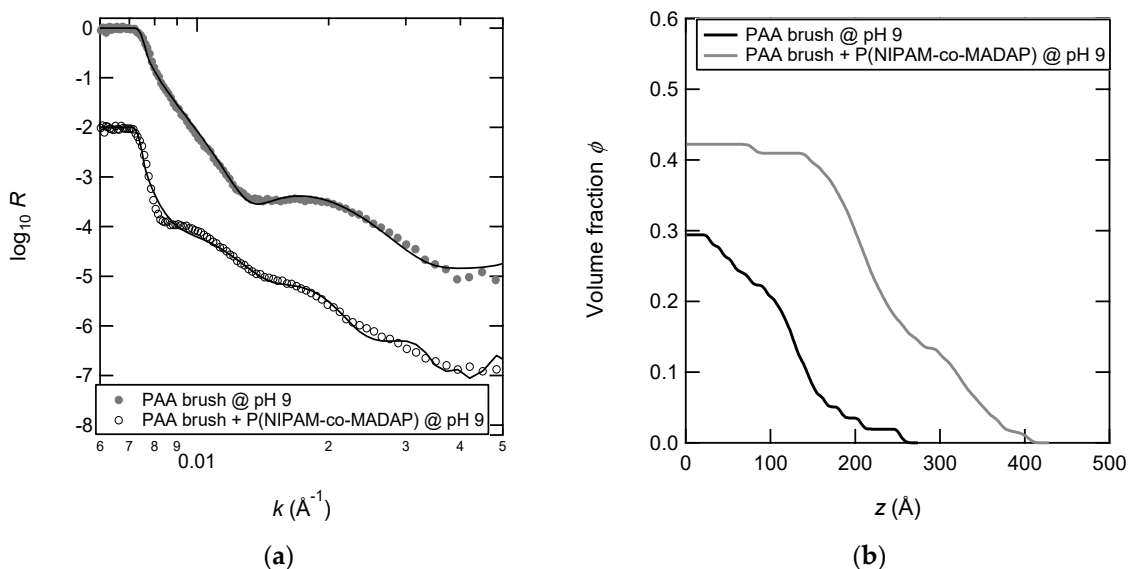 0
-1
-2
-3
-4
-5
-6
-7
-8
log₁₀ R
PAA brush @ pH 9
PAA brush + P(NIPAM-co-MADAP) @ pH 9
6 7 8 9 2 3 4 5
0.01
k (Å⁻¹)
(a)
0.6
0.5
0.4
0.3
0.2
0.1
0.0
Volume fraction ϕ
PAA brush @ pH 9
PAA brush + P(NIPAM-co-MADAP) @ pH 9
0 100 200 300 400 500
z (Å)
(b)